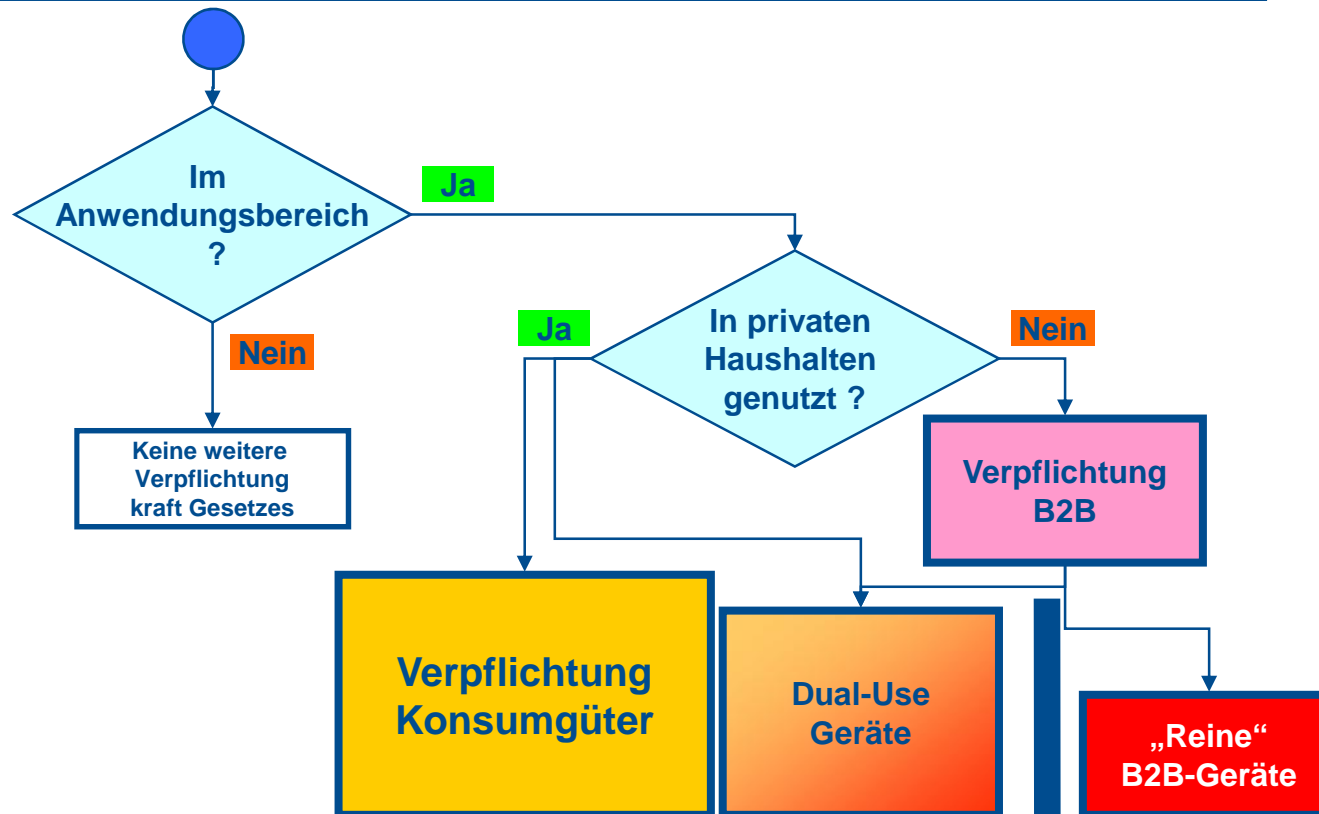 Im
Anwendungsbereich
?
Ja
Nein
Keine weitere
Verpflichtung
kraft Gesetzes
In privaten
Haushalten
genutzt ?
Ja
Nein
Verpflichtung
B2B
Verpflichtung
Konsumgüter
Dual-Use
Geräte
„Reine“
B2B-Geräte